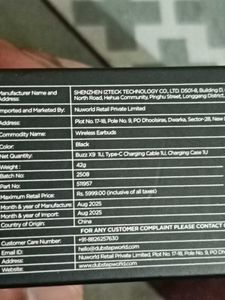 Manufacturer Name and Address: SHENZHEN IZTECK TECHNOLOGY CO., LTD. D501-8, Building D,
North Road, Hehua Community, Pinghu Street, Longgang District,
Imported and Marketed By: Nuworld Retail Private Limited
Address: Plot No. 17-18, Pole No. 9, PO Dhoolsiras, Dwarka, Sector-28, New
Commodity Name: Wireless Earbuds
Color: Black
Net Quantity: Buzz X9 1U, Type-C Charging Cable 1U, Charging Case 1U
Weight: 42g
Batch No: 2508
Part No: 511957
Maximum Retail Price: Rs. 5999.00 (inclusive of all taxes)
Month & year of Manufacture: Aug 2025
Month & year of Import: Aug 2025
Country of Origin: China
FOR ANY CUSTOMER COMPLAINT PLEASE CONTACT
Customer Care Number: +91-8826257630
Email ID: hello@dubstepworld.com
Address: Nuworld Retail Private Limited, Plot No. 17-18, Pole No. 9, PO Dh
Website: www.dubstepworld.com